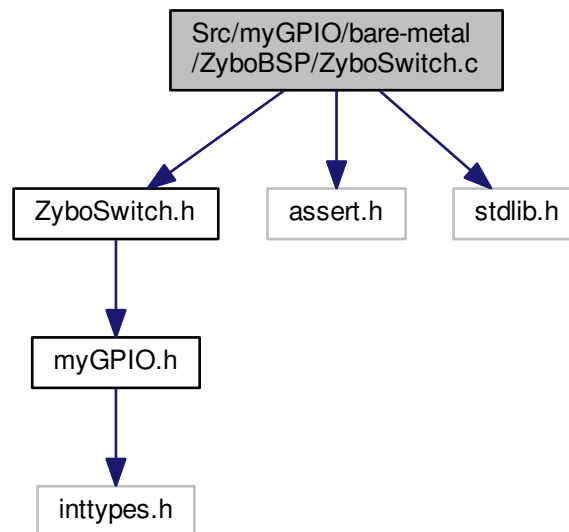 Src/myGPIO/bare-metal
/ZyboBSP/ZyboSwitch.c
ZyboSwitch.h
assert.h
stdlib.h
myGPIO.h
inttypes.h